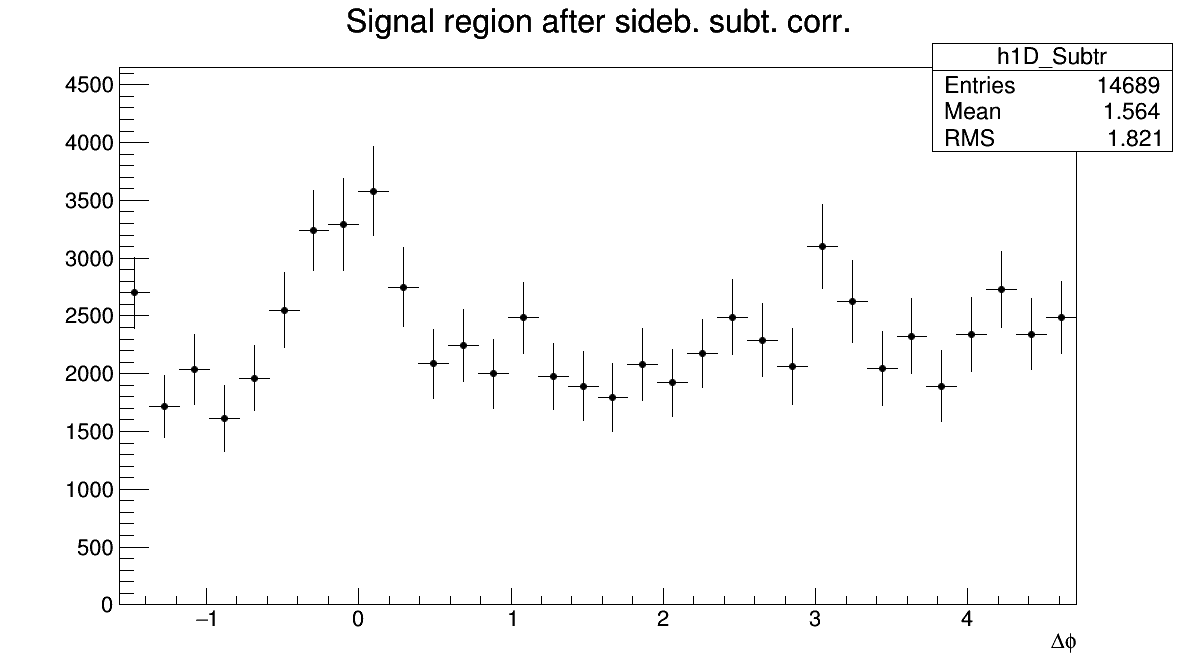 Signal region after sideb. subt. corr.
h1D_Subtr
Entries 14689
Mean 1.564
RMS 1.821
4500
4000
3500
3000
2500
2000
1500
1000
500
0
−1 0 1 2 3 4
Δϕ